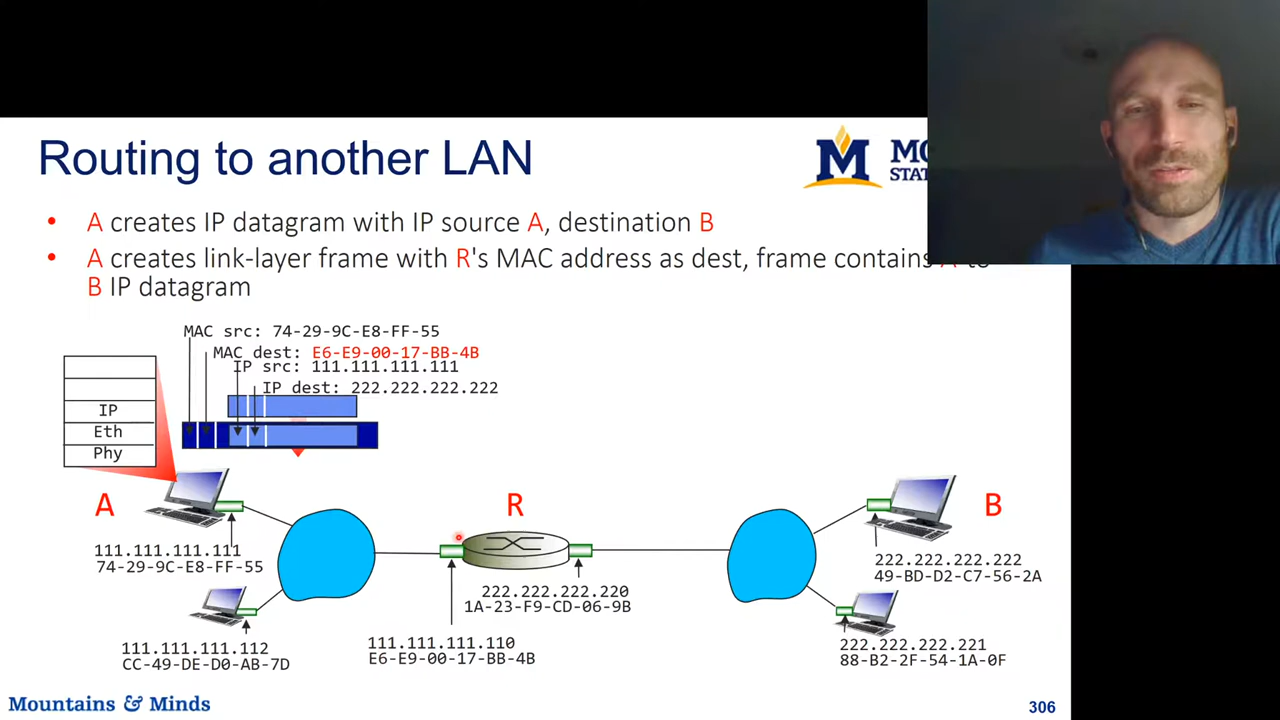 Routing to another LAN
M
STAT
• A creates IP datagram with IP source A, destination B
• A creates link-layer frame with R's MAC address as dest, frame contains
B IP datagram
MAC src: 74-29-9C-E8-FF-55
MAC dest: E6-E9-00-17-BB-4B
IP src: 111.111.111.111
IP dest: 222.222.222.222
IP
Eth
Phy
A
R
B
111.111.111.111
74-29-9C-E8-FF-55
222.222.222.222
49-BD-D2-C7-56-2A
222.222.222.220
1A-23-F9-CD-06-9B
111.111.111.112
CC-49-DE-D0-AB-7D
111.111.111.110
E6-E9-00-17-BB-4B
222.222.222.221
88-B2-2F-54-1A-0F
Mountains & Minds
306